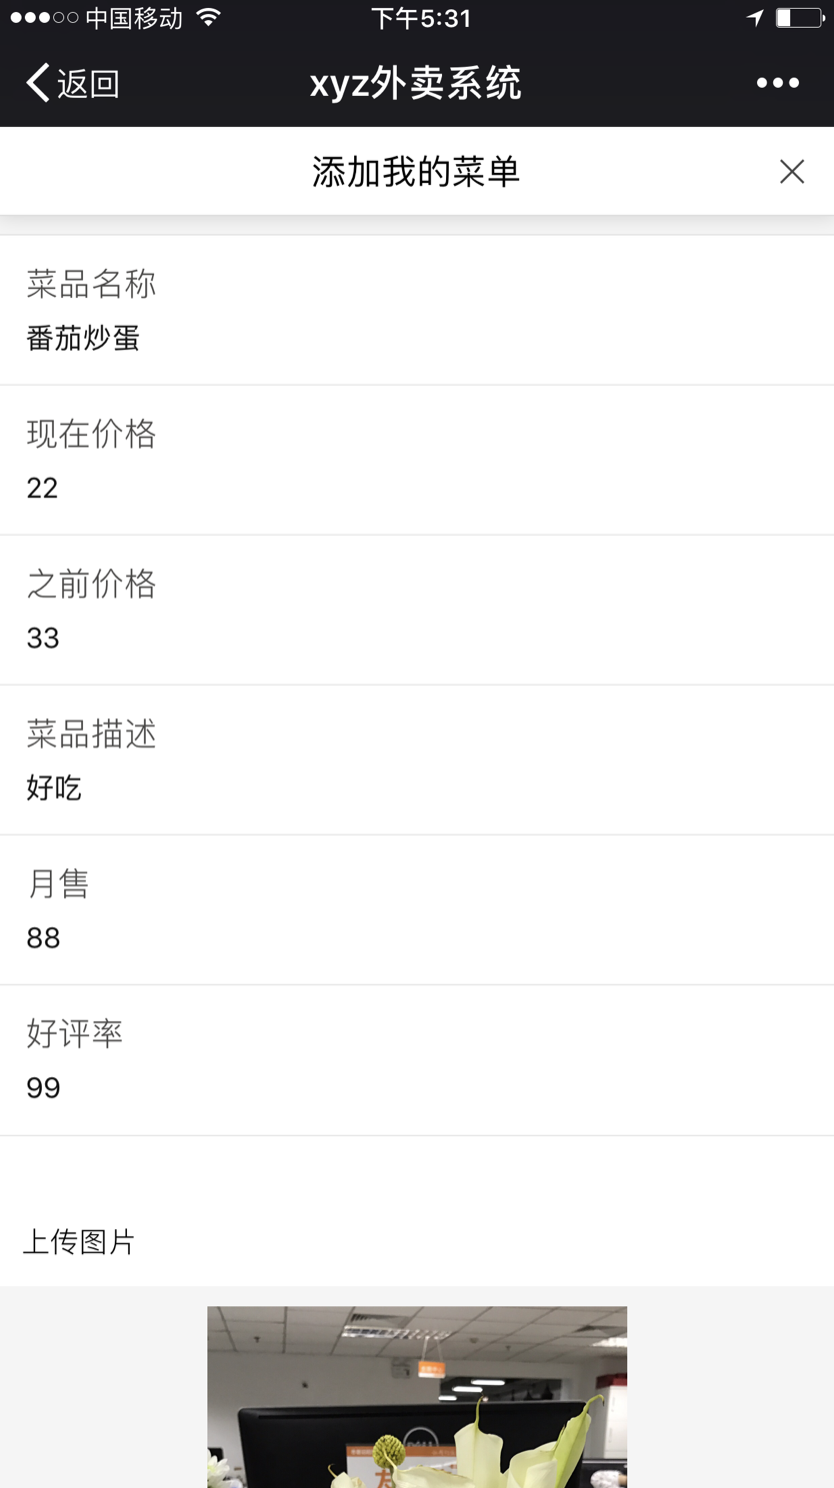 中国移动 下午5:31
返回 xyz外卖系统
添加我的菜单
菜品名称
番茄炒蛋
现在价格
22
之前价格
33
菜品描述
好吃
月售
88
好评率
99
上传图片